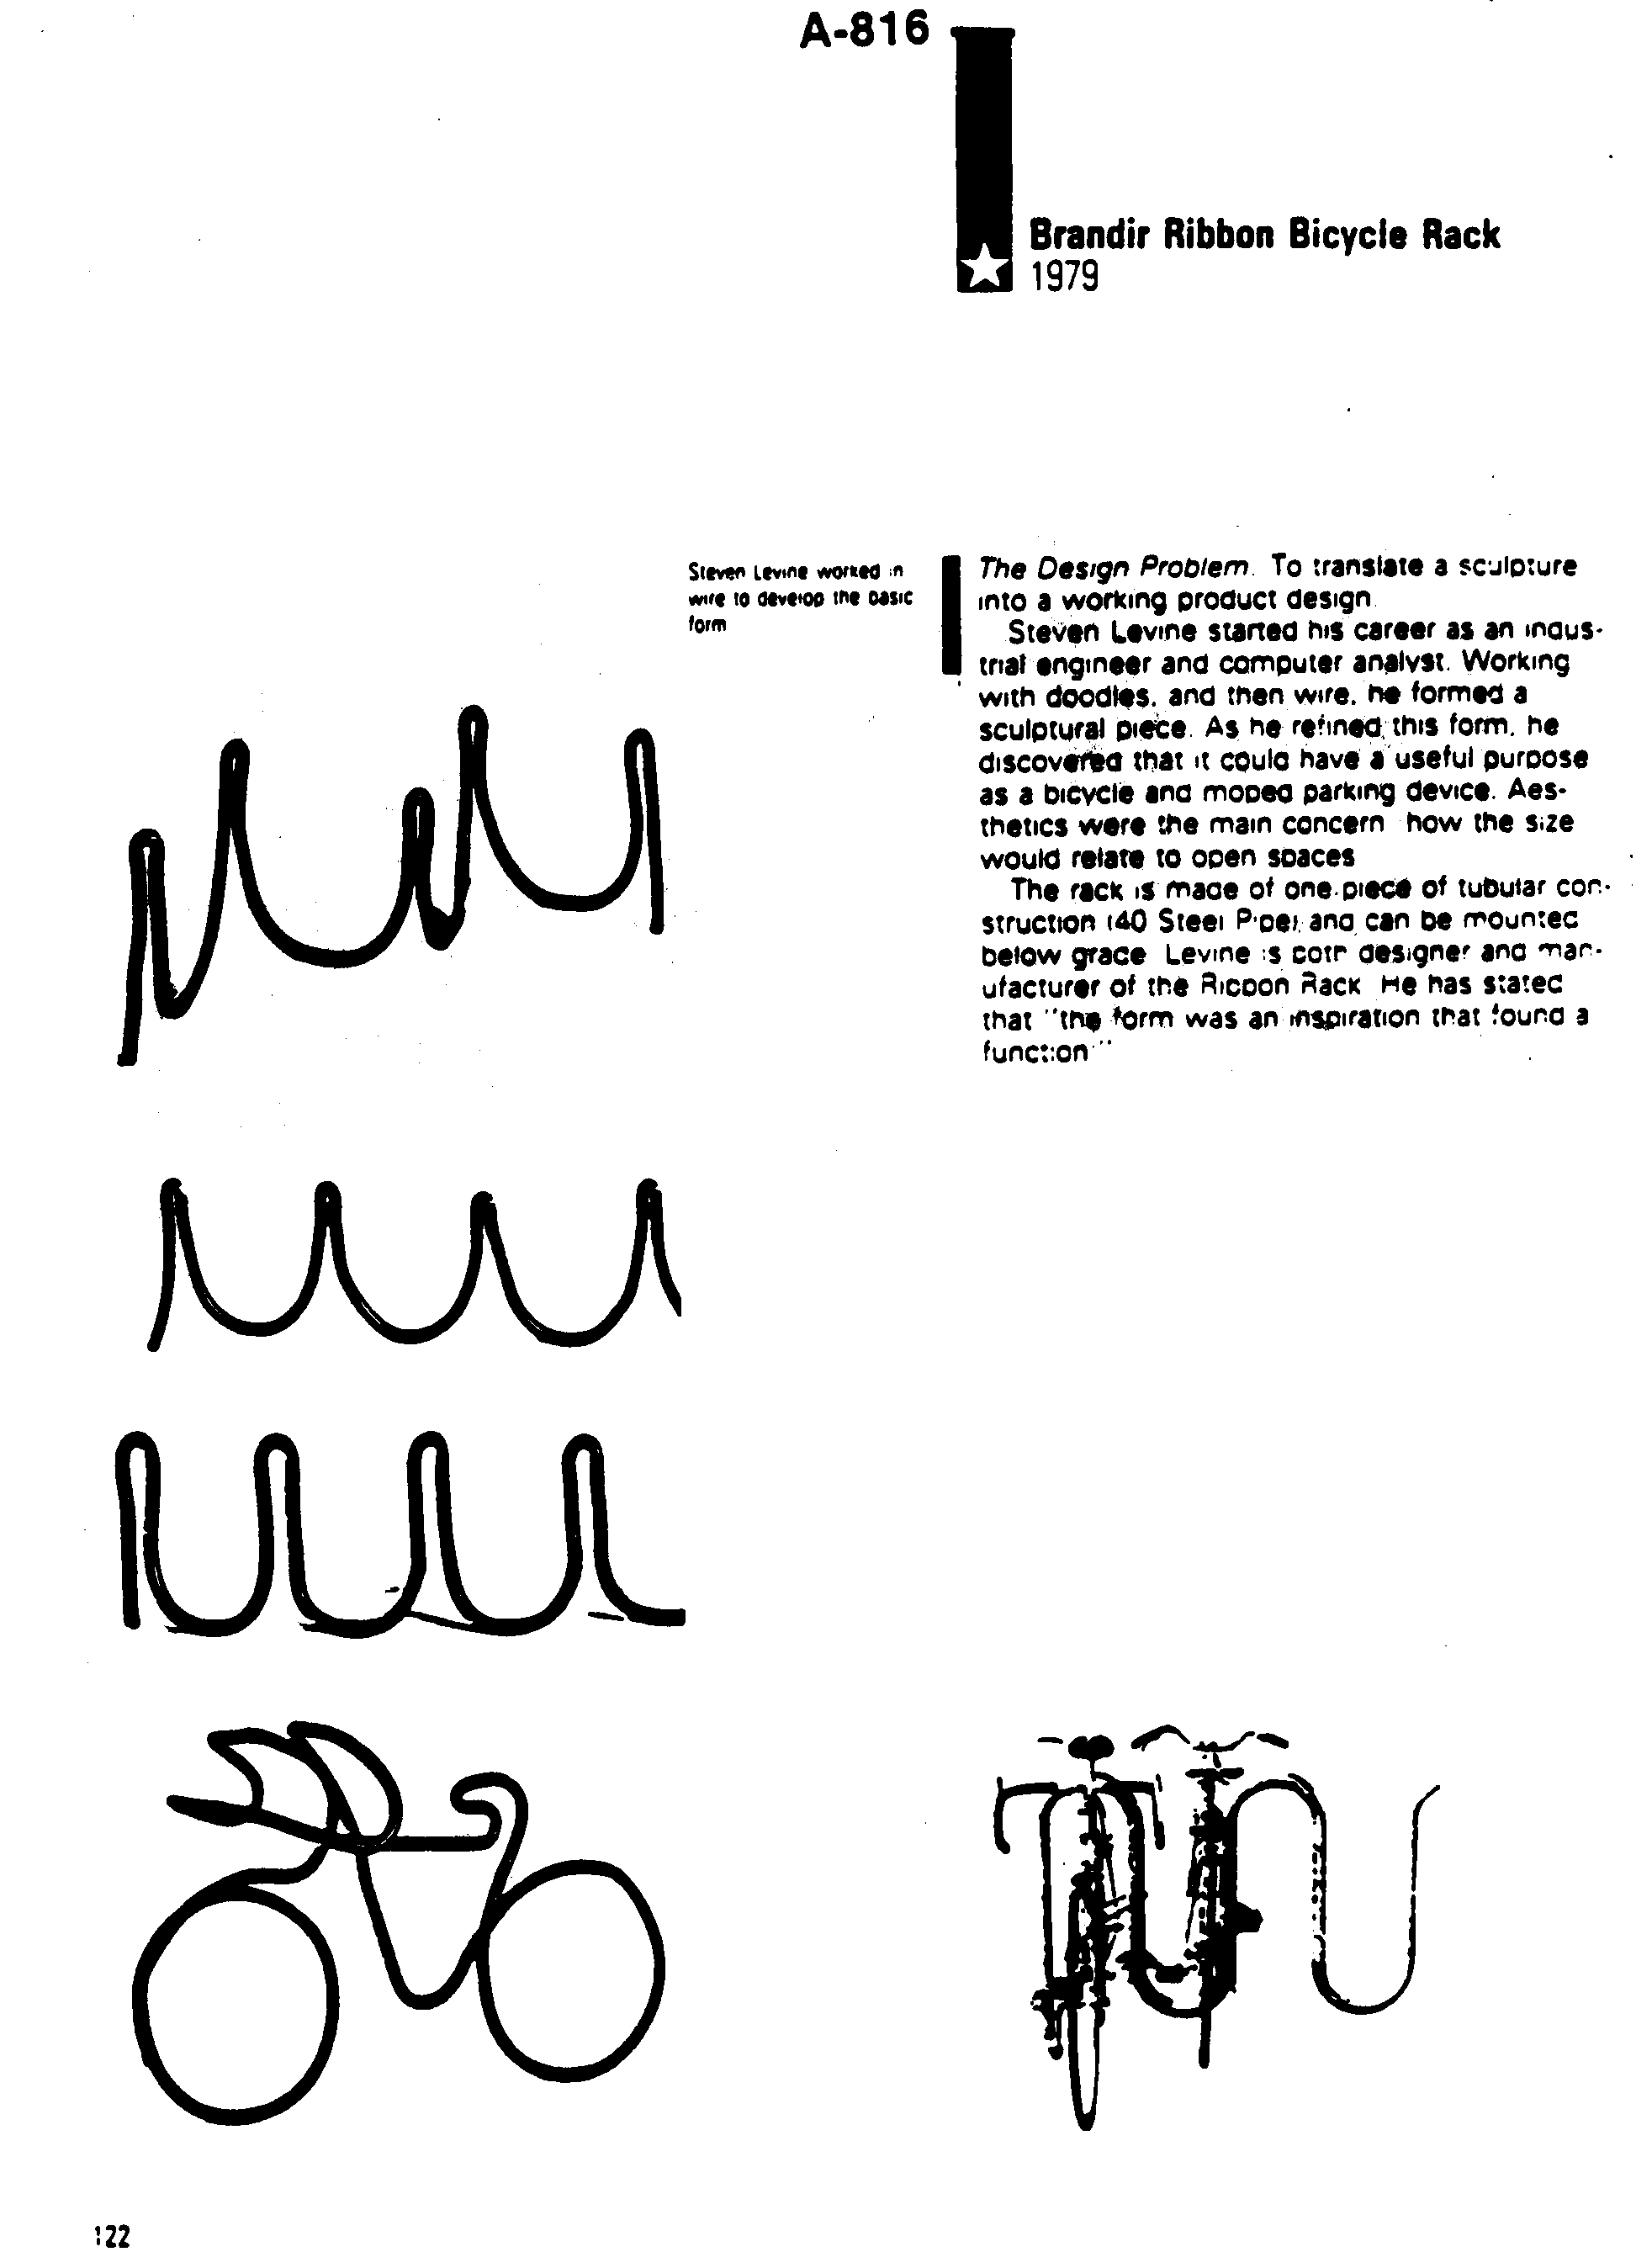 A-816
Brandir Ribbon Bicycle Rack
1979
Steven Levine worked in
wire to develop the basic
form
The Design Problem. To translate a sculpture
into a working product design.
Steven Levine started his career as an indus-
trial engineer and computer analyst. Working
with doodles, and then wire, he formed a
sculptural piece. As he refined this form, he
discovered that it could have a useful purpose
as a bicycle and moped parking device. Aes-
thetics were the main concern how the size
would relate to open spaces
The rack is made of one piece of tubular con-
struction (40 Steel Pipe) and can be mounted
below grade Levine is both designer and man-
ufacturer of the Ribbon Rack He has stated
that "the form was an inspiration that found a
function"
122